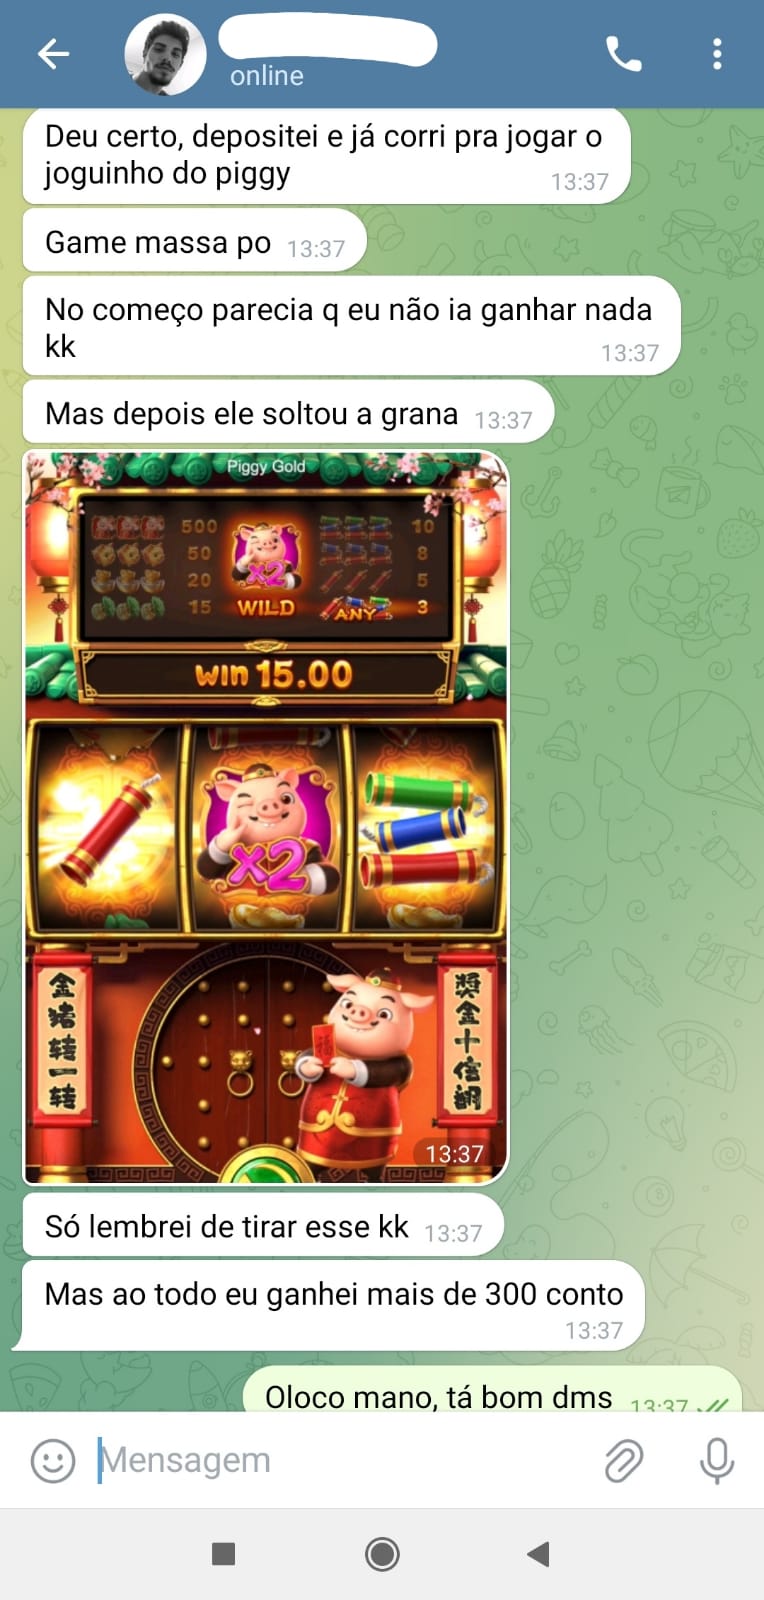 online
Deu certo, depositei e já corri pra jogar o
joguinho do piggy
13:37
Game massa po 13:37
No começo parecia q eu não ia ganhar nada
kk
13:37
Mas depois ele soltou a grana 13:37
Piggy Gold
500
10
50
8
20
x2
5
15
WILD
ANY
3
WIN 15.00
x2
金猪转一转
奖金十倍翻
13:37
Só lembrei de tirar esse kk 13:37
Mas ao todo eu ganhei mais de 300 conto
13:37
Oloco mano, tá bom dms 13:37
Mensagem